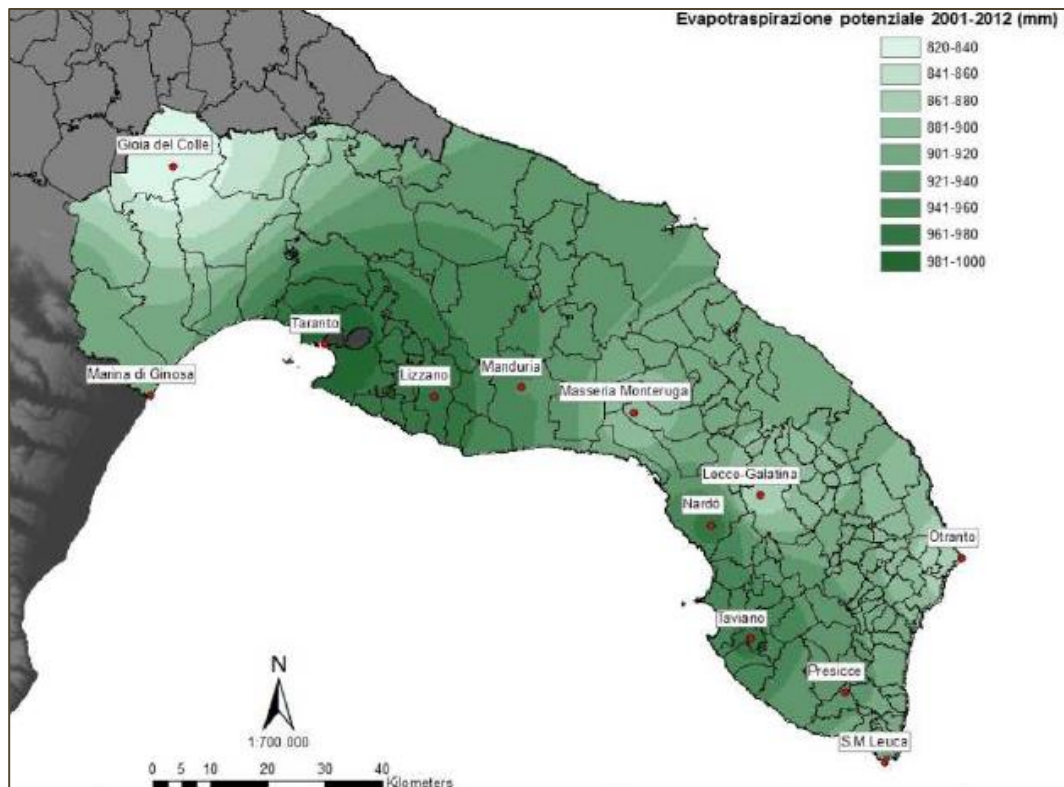 Evapotraspirazione potenziale 2001-2012 (mm)
820-840
841-860
861-880
881-900
901-920
921-940
941-960
961-980
981-1000
Gioia del Colle
Taranto
Marina di Ginosa
Lizzano
Manduria
Masseria Monteruga
Lecce-Galatina
Nardò
Otranto
Taviano
Presicce
S.M.Leuca
N
1:700.000
0 5 10 20 30 40
Kilometers